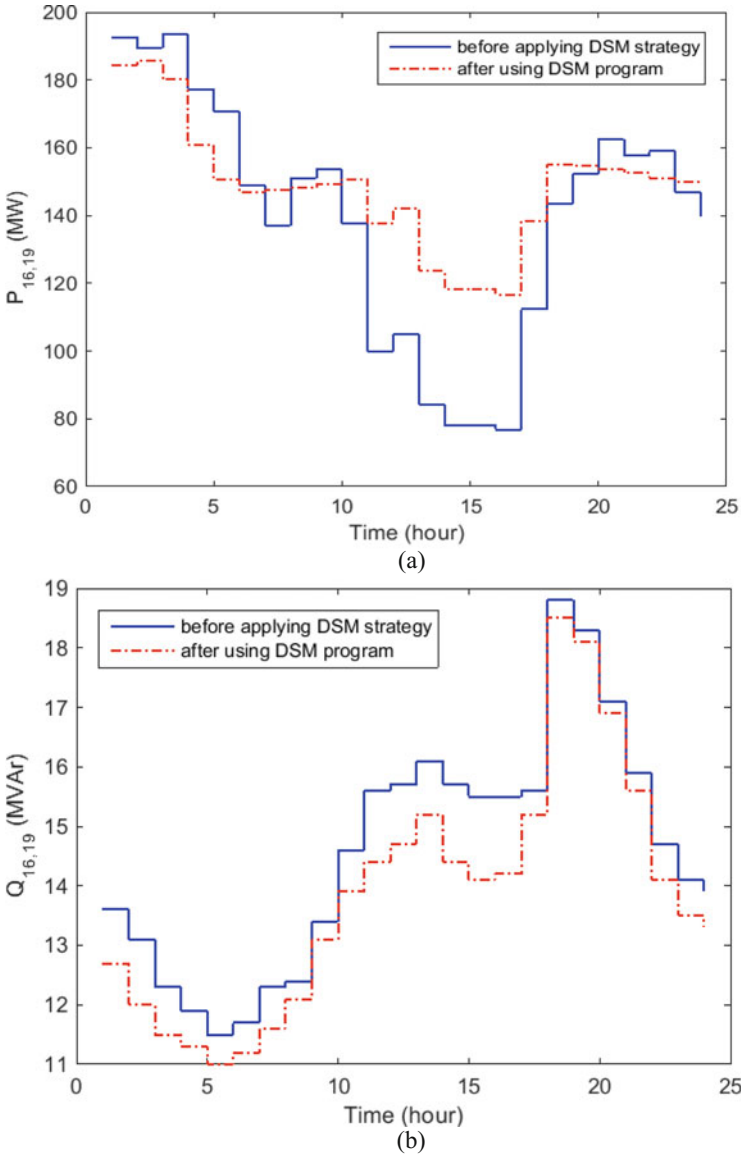 200
180
160
140
120
100
80
60
P16,19 (MW)
before applying DSM strategy
after using DSM program
0 5 10 15 20 25
Time (hour)
(a)
19
18
17
16
15
14
13
12
11
Q16,19 (MVAr)
before applying DSM strategy
after using DSM program
0 5 10 15 20 25
Time (hour)
(b)